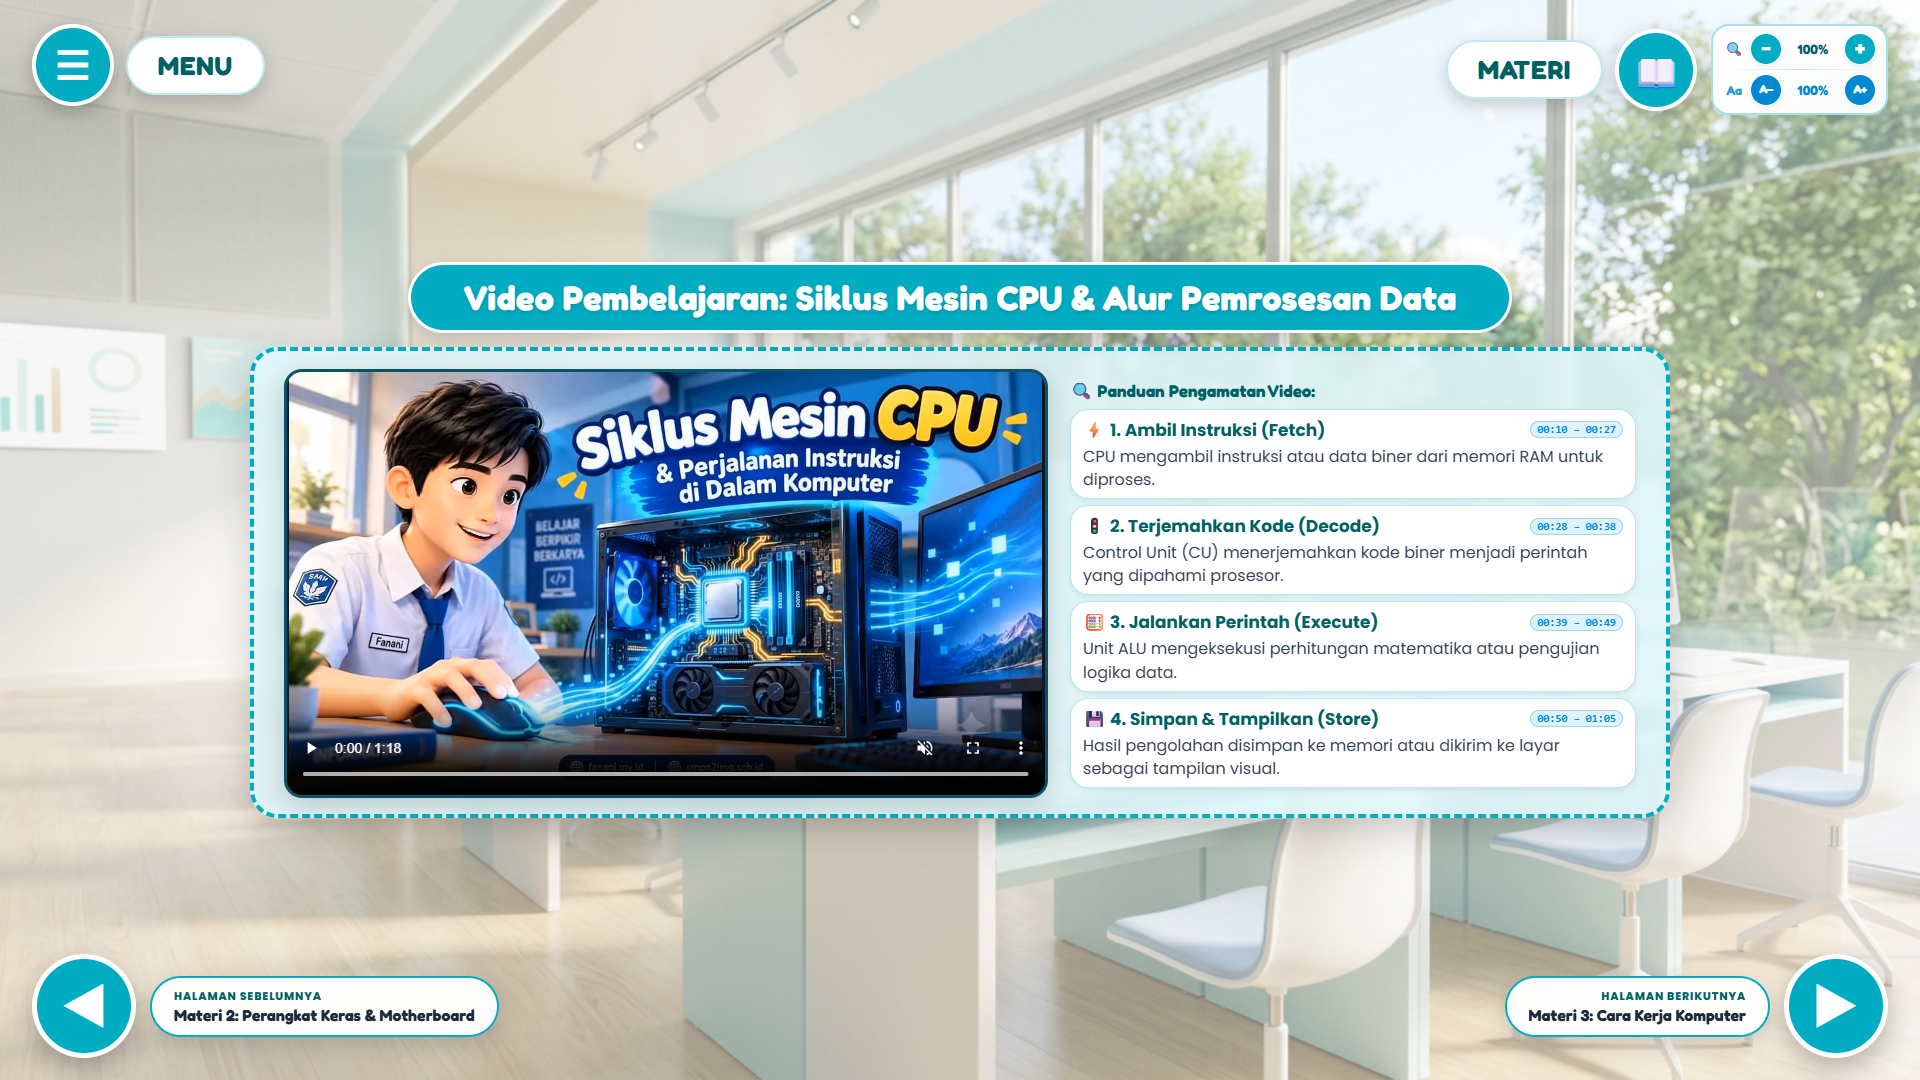 MENU
MATERI
100%
Aa A- 100% A+
Video Pembelajaran: Siklus Mesin CPU & Alur Pemrosesan Data
Siklus Mesin CPU
& Perjalanan Instruksi
di Dalam Komputer
BELAJAR
BERPIKIR
BERKARYA
Fanani
0:00 / 1:18
fanani.my.id | smpn2lmg.sch.id
Panduan Pengamatan Video:
1. Ambil Instruksi (Fetch) 00:10 – 00:27
CPU mengambil instruksi atau data biner dari memori RAM untuk
diproses.
2. Terjemahkan Kode (Decode) 00:28 – 00:38
Control Unit (CU) menerjemahkan kode biner menjadi perintah
yang dipahami prosesor.
3. Jalankan Perintah (Execute) 00:39 – 00:49
Unit ALU mengeksekusi perhitungan matematika atau pengujian
logika data.
4. Simpan & Tampilkan (Store) 00:50 – 01:05
Hasil pengolahan disimpan ke memori atau dikirim ke layar
sebagai tampilan visual.
HALAMAN SEBELUMNYA
Materi 2: Perangkat Keras & Motherboard
HALAMAN BERIKUTNYA
Materi 3: Cara Kerja Komputer